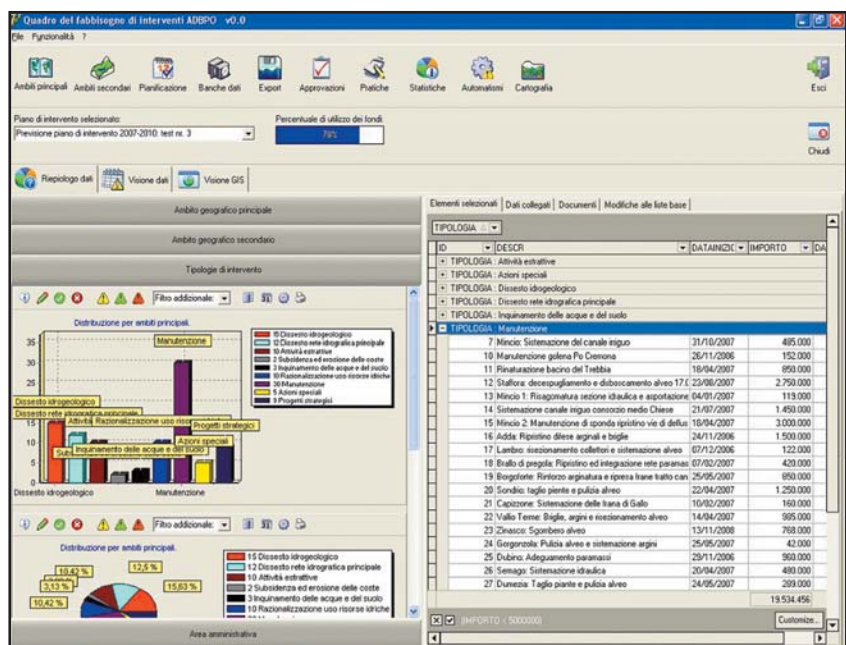 Quadro del fabbisogno di interventi ADBPO v0.0
File Funzionalità ?
Ambiti principali Ambiti secondari Pianificazione Banche dati Export Approvazioni Pratiche Statistiche Automatismi Cartografia Esci
Piano di intervento selezionato: Percentuale di utilizzo dei fondi:
Previsione piano di intervento 2007-2010: test nr. 3
Chiudi
Riepilogo dati Visione dati Visione GIS
Ambito geografico principale
Ambito geografico secondario
Tipologie di intervento
Filtro addizionale:
Distribuzione per ambiti principali.
15 Dissesto idrogeologico
12 Dissesto rete idrografica principale
10 Attività estrattive
2 Subsidenza ed erosione delle coste
3 Inquinamento delle acque e del suolo
10 Razionalizzazione uso risorse idriche
30 Manutenzione
5 Azioni speciali
9 Progetti strategici
35
30
25
15
10
5
0
Manutenzione
Dissesto idrogeologico
Dissesto rete idrografica principale
Attività Razionalizzazione uso risor
Progetti strategici
Azioni speciali
Inquinamento delle acque e del suolo
Dissesto idrogeologico Manutenzione
Filtro addizionale:
Distribuzione per ambiti principali.
10,42 % 12,5 %
3,13 % 15,63 %
10,42 %
15 Dissesto idrogeologico
12 Dissesto rete idrografica principale
10 Attività estrattive
2 Subsidenza ed erosione delle coste
3 Inquinamento delle acque e del suolo
10 Razionalizzazione uso risorse idriche
Area amministrativa
Elementi selezionati Dati collegati Documenti Modifiche alle liste base
TIPOLOGIA
ID DESCR DATAINIZIC IMPORTO DA
TIPOLOGIA : Attività estrattive
TIPOLOGIA : Azioni speciali
TIPOLOGIA : Dissesto idrogeologico
TIPOLOGIA : Dissesto rete idrografica principale
TIPOLOGIA : Inquinamento delle acque e del suolo
TIPOLOGIA : Manutenzione
7 Mincio: Sistemazione del canale irriguo 31/10/2007 485.000
10 Manutenzione golena Po Cremona 26/11/2006 152.000
11 Rinaturazione bacino del Trebbia 18/04/2007 850.000
12 Staffora: decespugliamento e disboscamento alveo 17.( 23/08/2007 2.750.000
13 Mincio 1: Risagomatura sezione idraulica e asportazione 04/01/2007 119.000
14 Sistemazione canale irriguo consorzio medio Chiese 21/07/2007 1.450.000
15 Mincio 2: Manutenzione di sponda ripristino vie di deflus 18/04/2007 3.000.000
16 Adda: Ripristino difese arginali e briglie 24/11/2006 1.500.000
17 Lambro: risezionamento collettori e sistemazione alveo 07/12/2006 122.000
18 Brallo di pregola: Ripristino ed integrazione rete paramas 07/02/2007 420.000
19 Borgoforte: Rinforzo arginatura e ripresa frane tratto can 25/05/2007 850.000
20 Sondrio: taglio piante e pulizia alveo 22/04/2007 1.250.000
21 Capizzone: Sistemazione della frana di Gallo 10/02/2007 160.000
22 Vallio Terme: Briglie, argini e risezionamento alveo 14/04/2007 985.000
23 Zinasco: Sgombero alveo 13/11/2008 768.000
24 Gorgonzola: Pulizia alveo e sistemazione argini 25/05/2007 42.000
25 Dubino: Adeguamento paramassi 29/11/2006 960.000
26 Semago: Sistemazione idraulica 20/04/2007 480.000
27 Dumezia: Taglio piante e pulizia alveo 24/05/2007 209.000
19.534.456
(IMPORTO < 5000000) Customize...